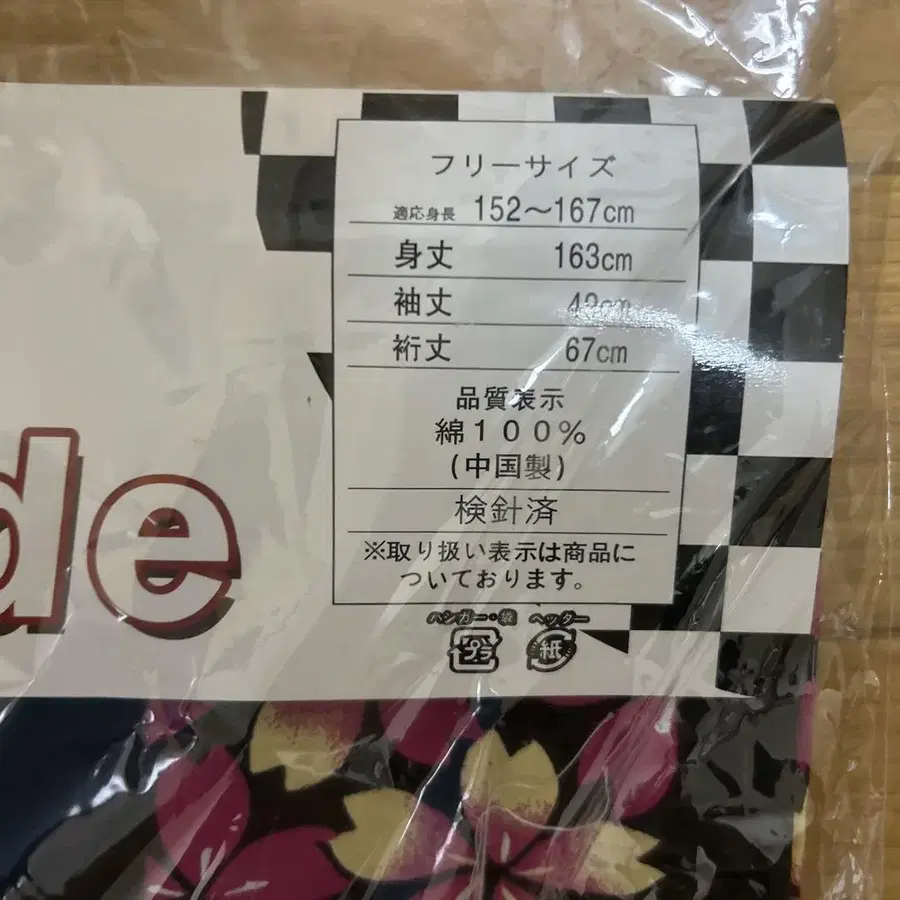 フリーサイズ
適応身長 152～167cm
身丈 163cm
袖丈 49cm
裄丈 67cm
品質表示
綿１００％
(中国製)
検針済
※取り扱い表示は商品に
ついております。
de
ハンガー・袋 ヘッター
プラ 紙